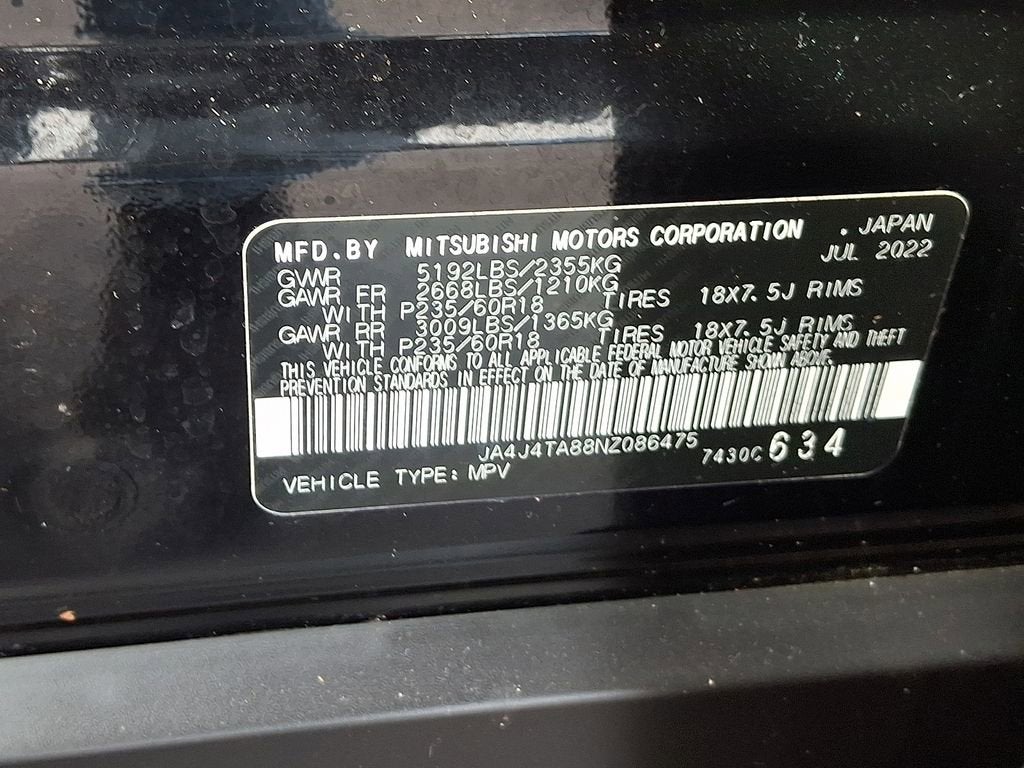 MFD.BY MITSUBISHI MOTORS CORPORATION . JAPAN
JUL 2022
GVWR 5192LBS/2355KG
GAWR FR 2668LBS/1210KG
WITH P235/60R18 TIRES 18X7.5J RIMS
GAWR RR 3009LBS/1365KG
WITH P235/60R18 TIRES 18X7.5J RIMS
THIS VEHICLE CONFORMS TO ALL APPLICABLE FEDERAL MOTOR VEHICLE SAFETY AND THEFT
PREVENTION STANDARDS IN EFFECT ON THE DATE OF MANUFACTURE SHOWN ABOVE.
JA4J4TA88NZ086475
7430C 634
VEHICLE TYPE: MPV